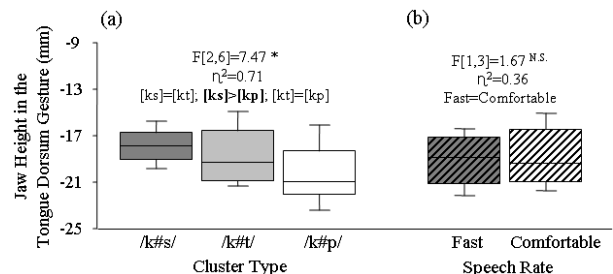 (a)
(b)
Jaw Height in the
Tongue Dorsum Gesture (mm)
-9
-13
-17
-21
-25
F[2,6]=7.47 *
η²=0.71
[ks]=[kt]; [ks]>[kp]; [kt]=[kp]
F[1,3]=1.67 N.S.
η²=0.36
Fast=Comfortable
/k#s/ /k#t/ /k#p/
Cluster Type
Fast Comfortable
Speech Rate